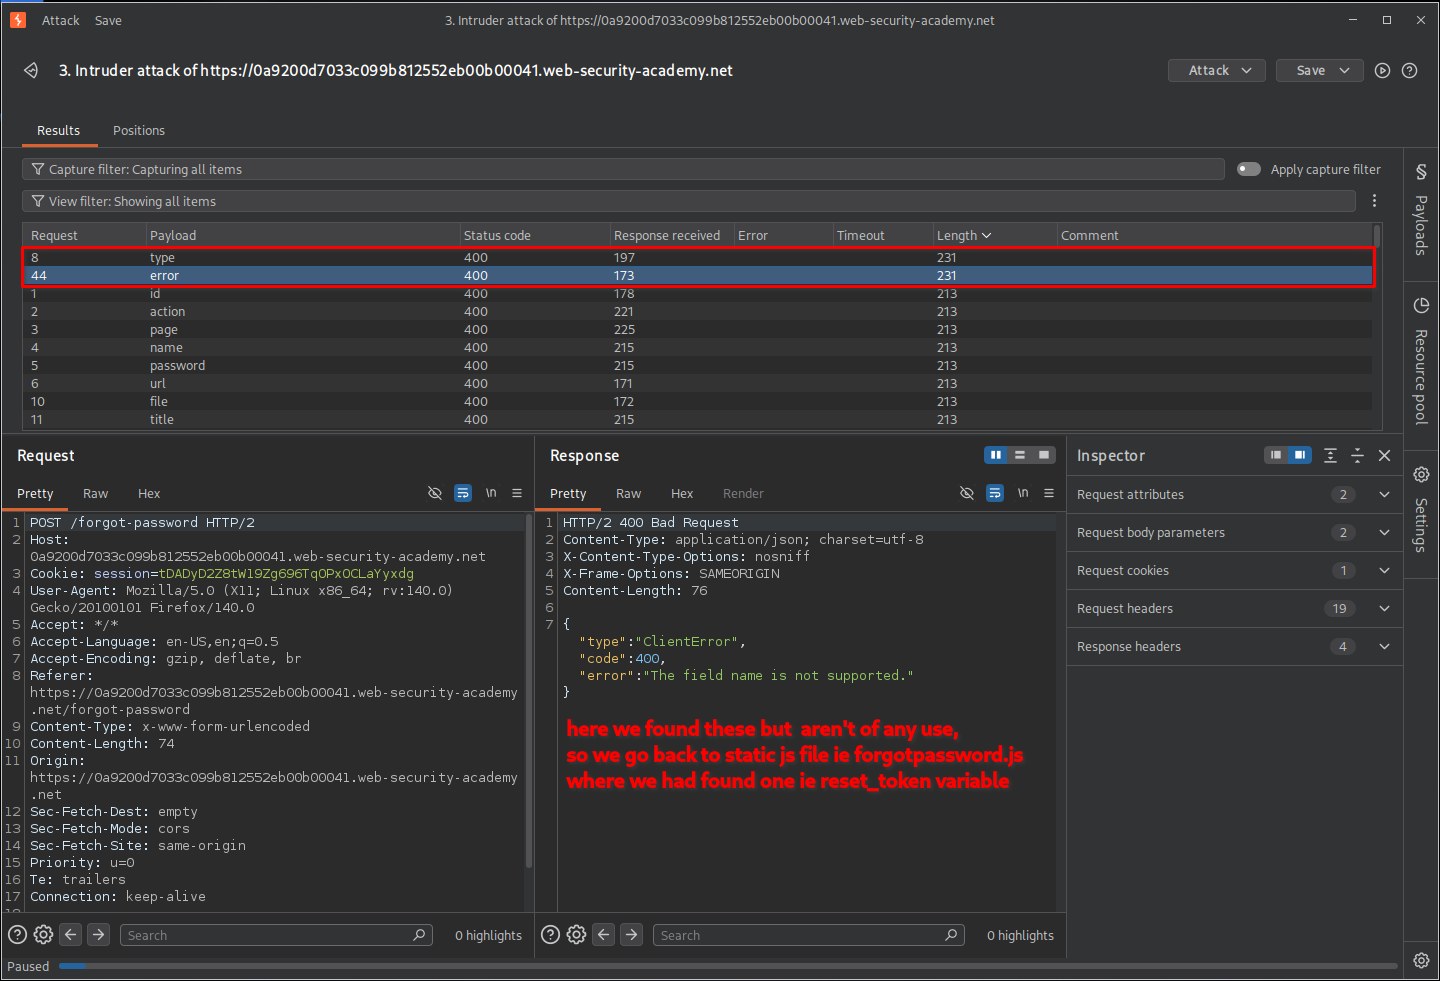 Attack Save 3. Intruder attack of https://0a9200d7033c099b812552eb00b00041.web-security-academy.net
3. Intruder attack of https://0a9200d7033c099b812552eb00b00041.web-security-academy.net
Attack Save
Results Positions
Capture filter: Capturing all items
Apply capture filter
View filter: Showing all items
Request Payload Status code Response received Error Timeout Length Comment
8 type 400 197 231
44 error 400 173 231
1 id 400 178 213
2 action 400 221 213
3 page 400 225 213
4 name 400 215 213
5 password 400 215 213
6 url 400 171 213
10 file 400 172 213
11 title 400 215 213
Payloads
Resource pool
Settings
Request
Pretty Raw Hex
\n
1 POST /forgot-password HTTP/2
2 Host:
0a9200d7033c099b812552eb00b00041.web-security-academy.net
3 Cookie: session=tDADyD2Z8tWl9Zg696TqOPxOCLaYyxdg
4 User-Agent: Mozilla/5.0 (X11; Linux x86_64; rv:140.0)
Gecko/20100101 Firefox/140.0
5 Accept: */*
6 Accept-Language: en-US,en;q=0.5
7 Accept-Encoding: gzip, deflate, br
8 Referer:
https://0a9200d7033c099b812552eb00b00041.web-security-academy
.net/forgot-password
9 Content-Type: x-www-form-urlencoded
10 Content-Length: 74
11 Origin:
https://0a9200d7033c099b812552eb00b00041.web-security-academy
.net
12 Sec-Fetch-Dest: empty
13 Sec-Fetch-Mode: cors
14 Sec-Fetch-Site: same-origin
15 Priority: u=0
16 Te: trailers
17 Connection: keep-alive
Search
0 highlights
Response
Pretty Raw Hex Render
\n
1 HTTP/2 400 Bad Request
2 Content-Type: application/json; charset=utf-8
3 X-Content-Type-Options: nosniff
4 X-Frame-Options: SAMEORIGIN
5 Content-Length: 76
6
7 {
"type":"ClientError",
"code":400,
"error":"The field name is not supported."
}
here we found these but aren't of any use,
so we go back to static js file ie forgotpassword.js
where we had found one ie reset_token variable
Search
0 highlights
Inspector
Request attributes 2
Request body parameters 2
Request cookies 1
Request headers 19
Response headers 4
Paused